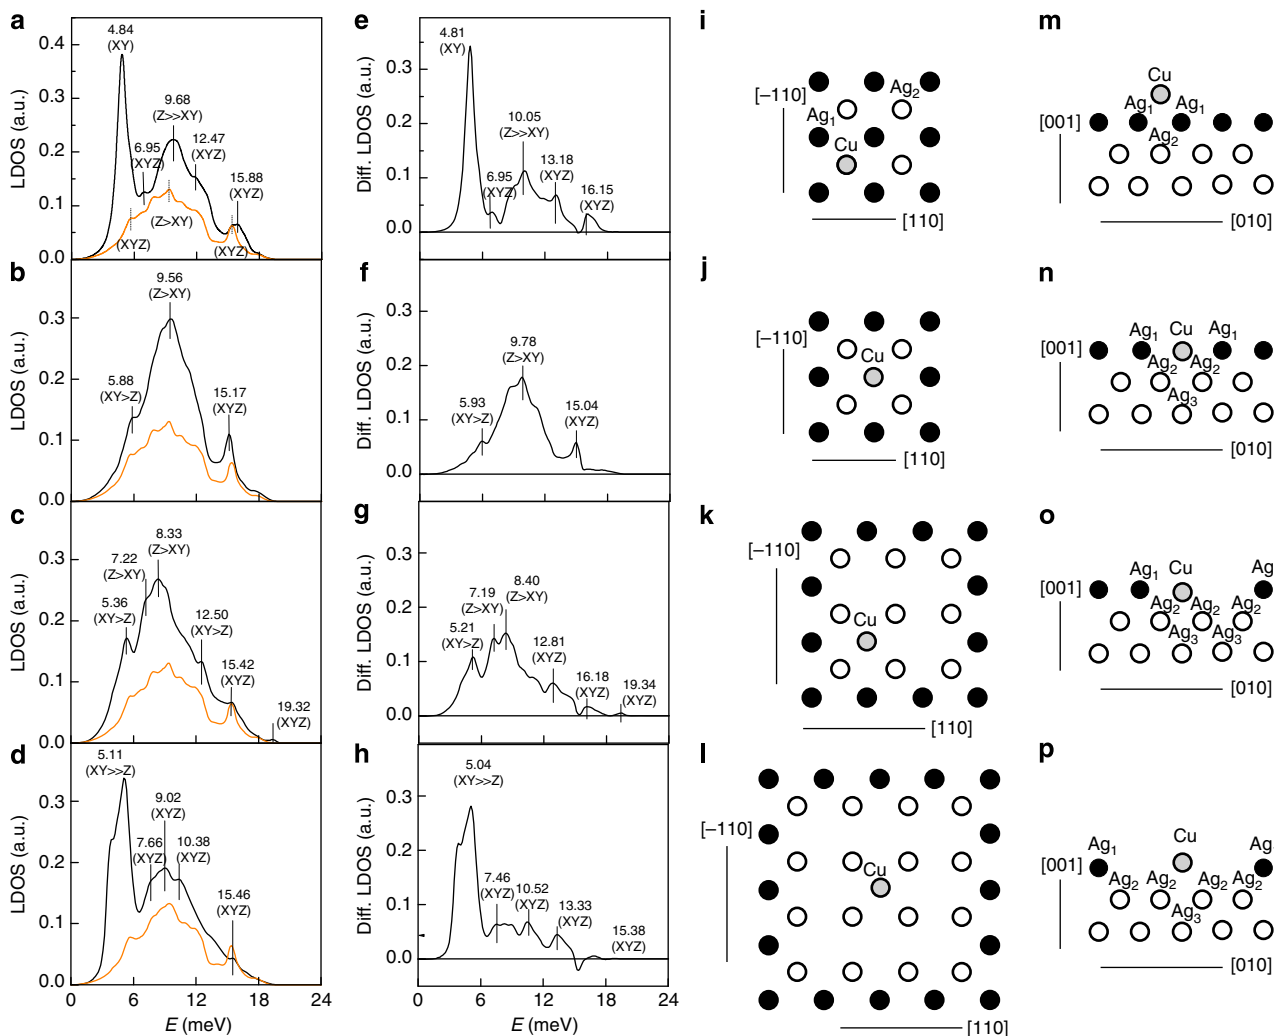 a
LDOS (a.u.)
0.4
0.3
0.2
0.1
0.0
4.84
(XY)
6.95
(XYZ)
9.68
(Z>>XY)
12.47
(XYZ)
15.88
(XYZ)
(XYZ)
(Z>XY)
(XYZ)
e
Diff. LDOS (a.u.)
0.3
0.2
0.1
0.0
4.81
(XY)
6.95
(XYZ)
10.05
(Z>>XY)
13.18
(XYZ)
16.15
(XYZ)
i
[–110]
Ag2
Ag1
Cu
[110]
m
[001]
Cu
Ag1
Ag1
Ag2
[010]
b
LDOS (a.u.)
0.3
0.2
0.1
0.0
5.88
(XY>Z)
9.56
(Z>XY)
15.17
(XYZ)
f
Diff. LDOS (a.u.)
0.3
0.2
0.1
0.0
5.93
(XY>Z)
9.78
(Z>XY)
15.04
(XYZ)
j
[–110]
Cu
[110]
n
[001]
Ag1
Cu
Ag1
Ag2
Ag2
Ag3
[010]
c
LDOS (a.u.)
0.3
0.2
0.1
0.0
5.36
(XY>Z)
7.22
(Z>XY)
8.33
(Z>XY)
12.50
(XY>Z)
15.42
(XYZ)
19.32
(XYZ)
g
Diff. LDOS (a.u.)
0.3
0.2
0.1
0.0
5.21
(XY>Z)
7.19
(Z>XY)
8.40
(Z>XY)
12.81
(XYZ)
16.18
(XYZ)
19.34
(XYZ)
k
[–110]
Cu
[110]
o
[001]
Ag1
Cu
Ag
Ag2
Ag2
Ag2
Ag3
Ag3
[010]
d
LDOS (a.u.)
0.3
0.2
0.1
0.0
5.11
(XY>>Z)
7.66
(XYZ)
9.02
(XYZ)
10.38
(XYZ)
15.46
(XYZ)
0
6
12
18
24
E (meV)
h
Diff. LDOS (a.u.)
0.3
0.2
0.1
0.0
5.04
(XY>>Z)
7.46
(XYZ)
10.52
(XYZ)
13.33
(XYZ)
15.38
(XYZ)
0
6
12
18
24
E (meV)
l
[–110]
Cu
[110]
p
[001]
Ag1
Cu
Ag
Ag2
Ag2
Ag2
Ag2
Ag3
[010]